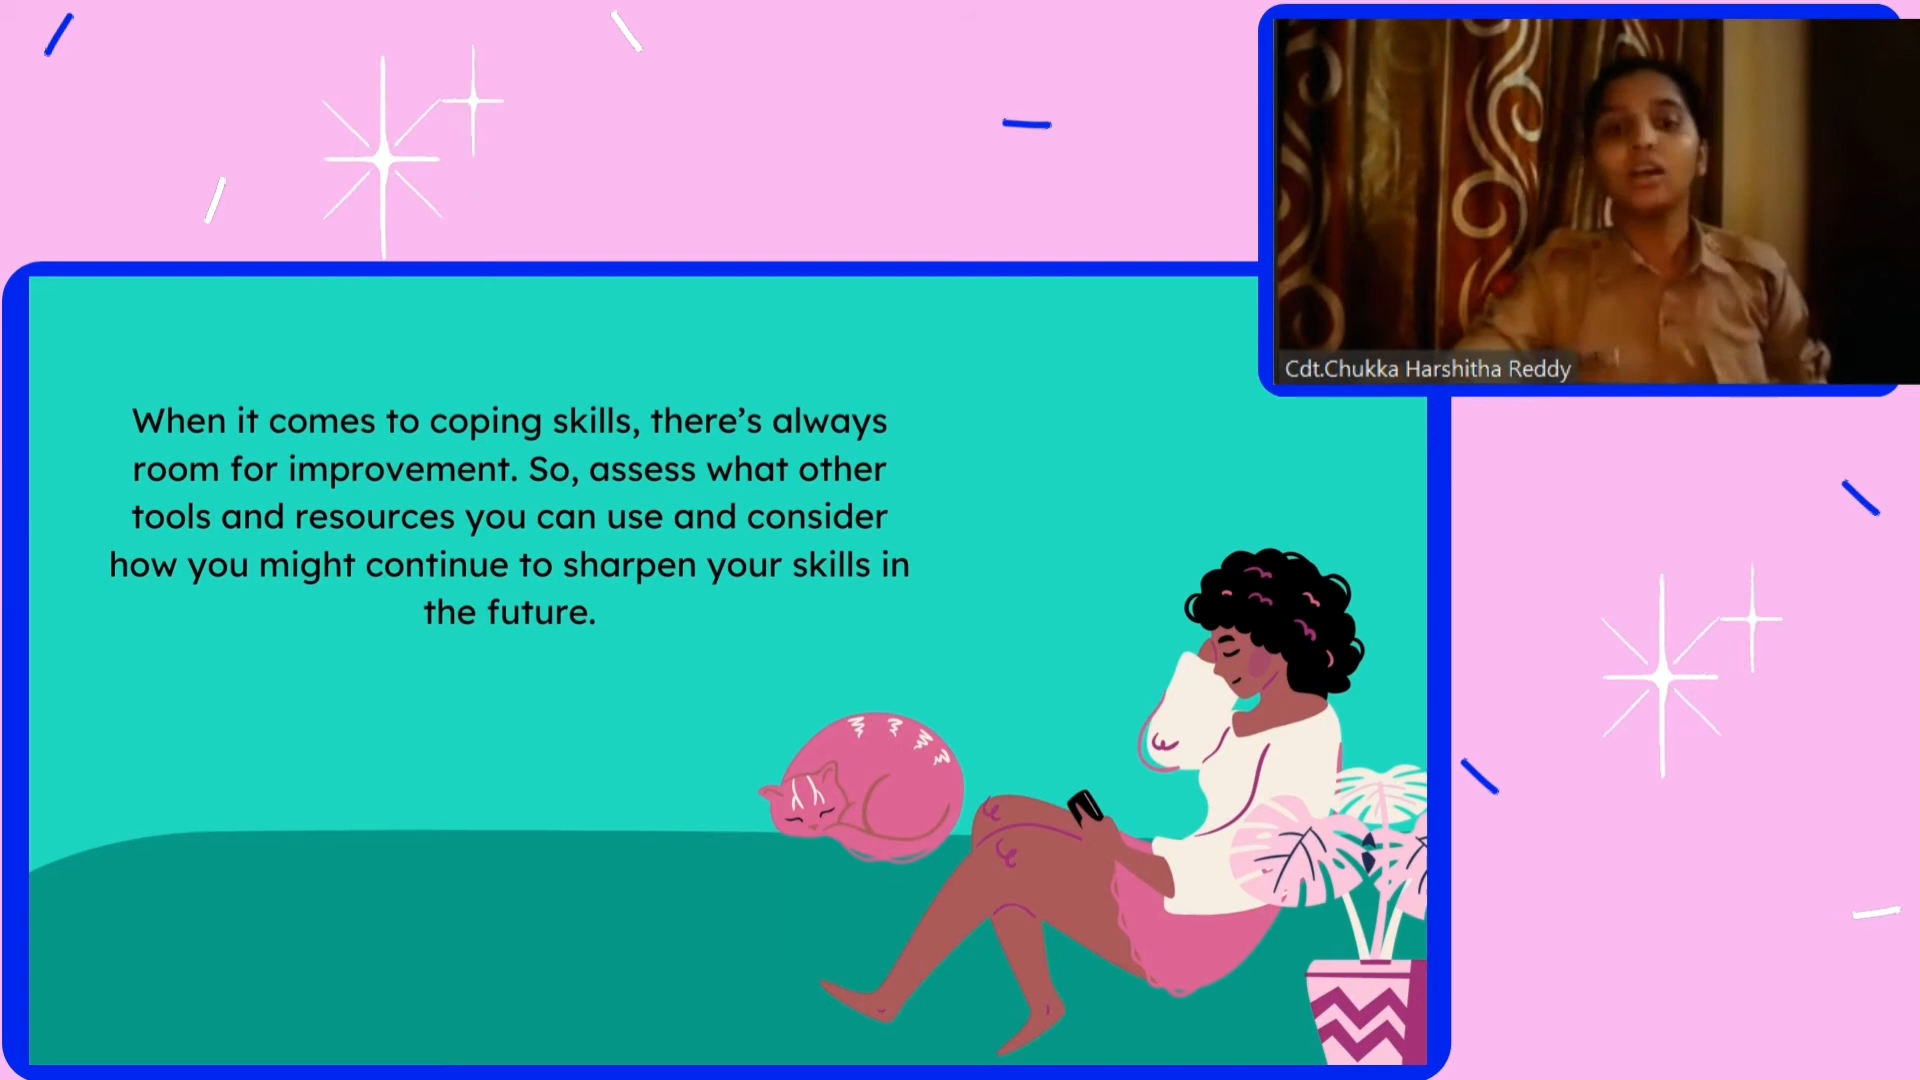 Cdt.Chukka Harshitha Reddy
When it comes to coping skills, there’s always
room for improvement. So, assess what other
tools and resources you can use and consider
how you might continue to sharpen your skills in
the future.